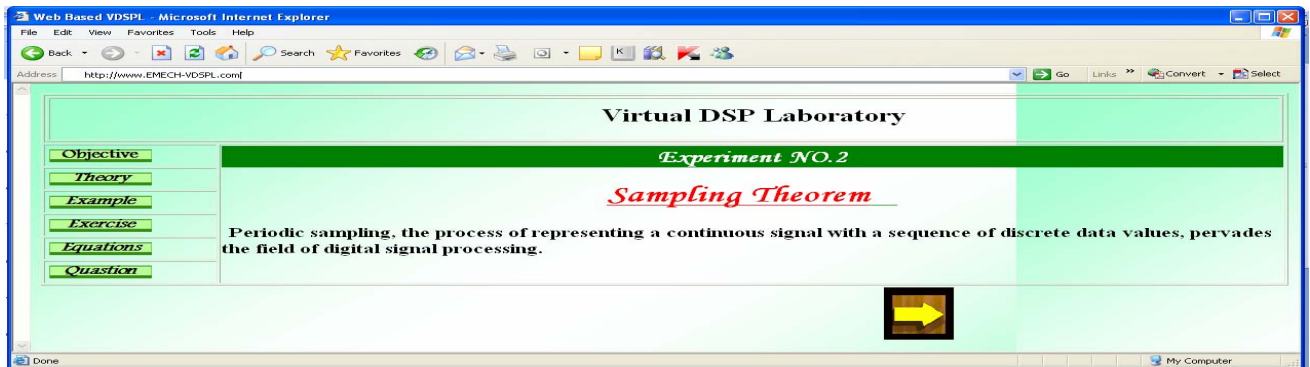 Web Based VDSPL - Microsoft Internet Explorer
File Edit View Favorites Tools Help
Back Search Favorites
Address http://www.EMECH-VDSPL.com Go Links » Convert Select
Virtual DSP Laboratory
Objective
Theory
Example
Exercise
Equations
Quastion
Experiment NO.2
Sampling Theorem
Periodic sampling, the process of representing a continuous signal with a sequence of discrete data values, pervades
the field of digital signal processing.
Done My Computer